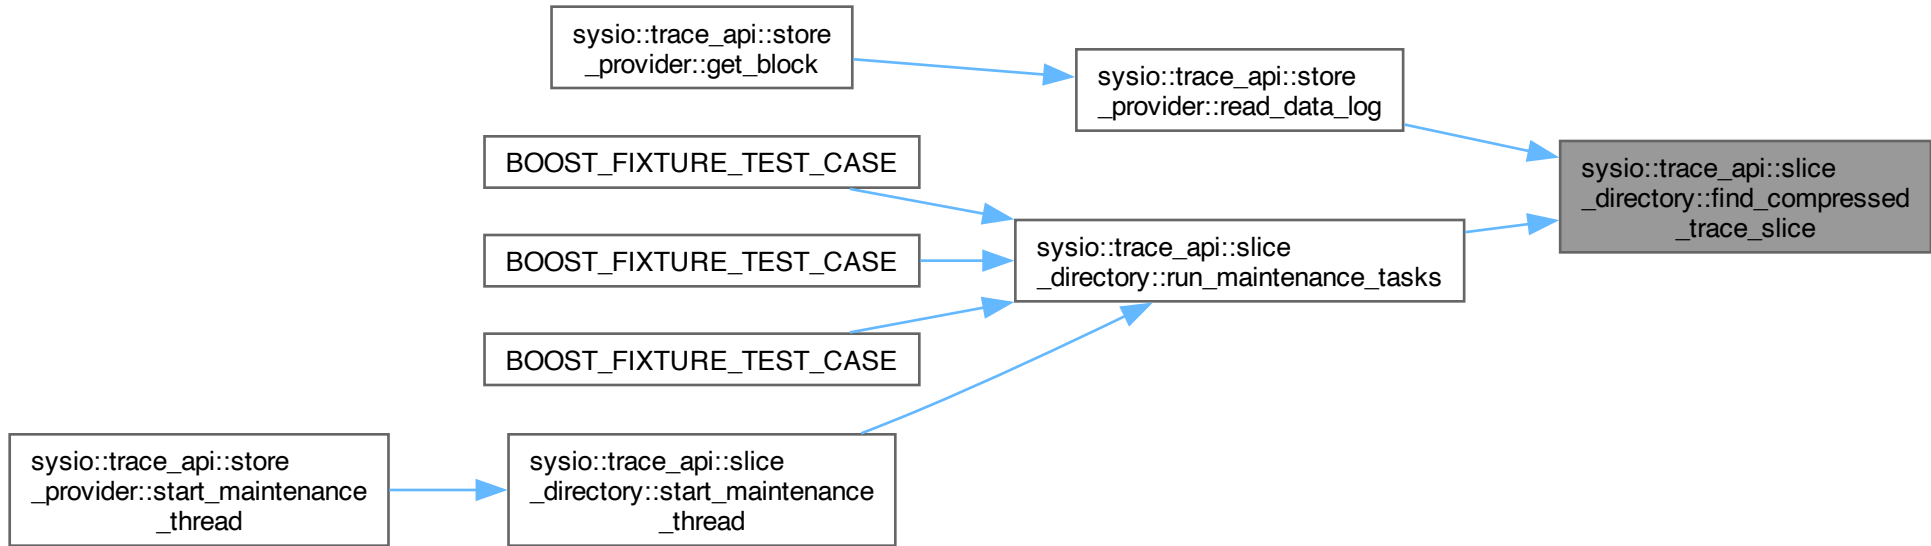 sysio::trace_api::store
_provider::get_block
sysio::trace_api::store
_provider::read_data_log
BOOST_FIXTURE_TEST_CASE
sysio::trace_api::slice
_directory::find_compressed
_trace_slice
BOOST_FIXTURE_TEST_CASE
sysio::trace_api::slice
_directory::run_maintenance_tasks
BOOST_FIXTURE_TEST_CASE
sysio::trace_api::store
_provider::start_maintenance
_thread
sysio::trace_api::slice
_directory::start_maintenance
_thread